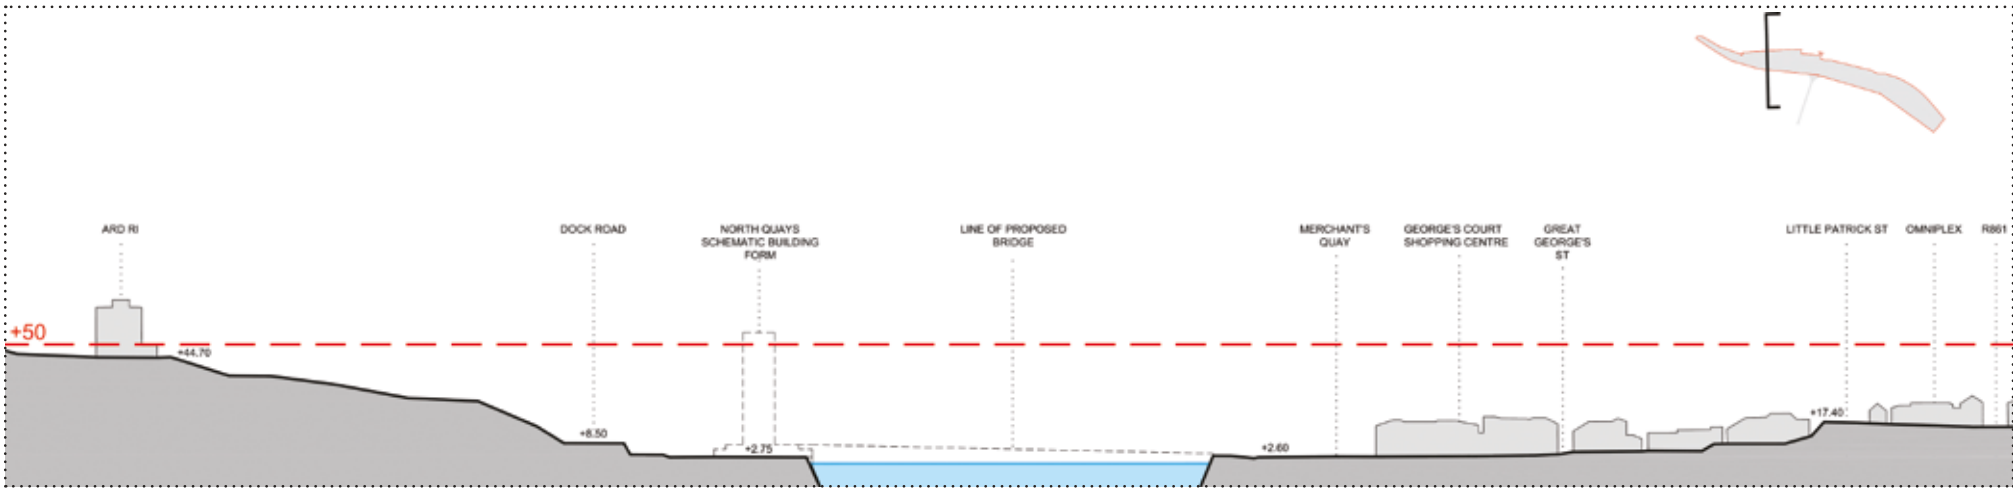 ARD RI
DOCK ROAD
NORTH QUAYS
SCHEMATIC BUILDING
FORM
LINE OF PROPOSED
BRIDGE
MERCHANT'S
QUAY
GEORGE'S COURT
SHOPPING CENTRE
GREAT
GEORGE'S
ST
LITTLE PATRICK ST
OMNIPLEX
R861
+50
+44.70
+8.50
+2.75
+2.60
+17.40